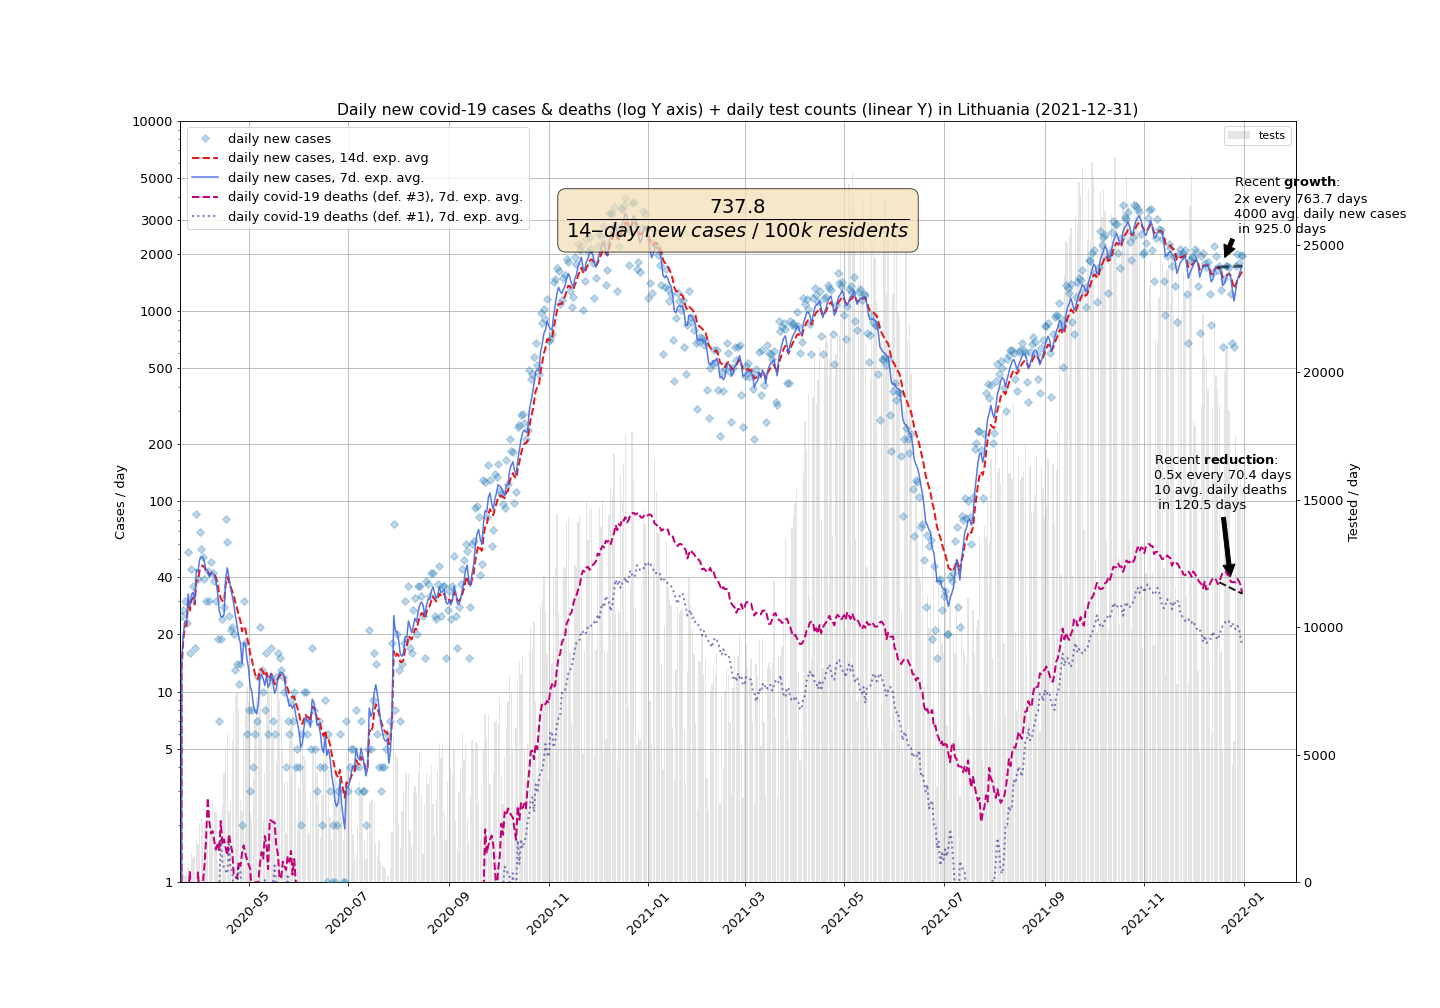 Daily new covid-19 cases & deaths (log Y axis) + daily test counts (linear Y) in Lithuania (2021-12-31)
daily new cases
daily new cases, 14d. exp. avg
daily new cases, 7d. exp. avg.
daily covid-19 deaths (def. #3), 7d. exp. avg.
daily covid-19 deaths (def. #1), 7d. exp. avg.
tests
737.8
14−day new cases / 100k residents
Recent growth:
2x every 763.7 days
4000 avg. daily new cases
in 925.0 days
Recent reduction:
0.5x every 70.4 days
10 avg. daily deaths
in 120.5 days
Cases / day
10000
5000
3000
2000
1000
500
200
100
40
20
10
5
1
Tested / day
25000
20000
15000
10000
5000
0
2020-05
2020-07
2020-09
2020-11
2021-01
2021-03
2021-05
2021-07
2021-09
2021-11
2022-01